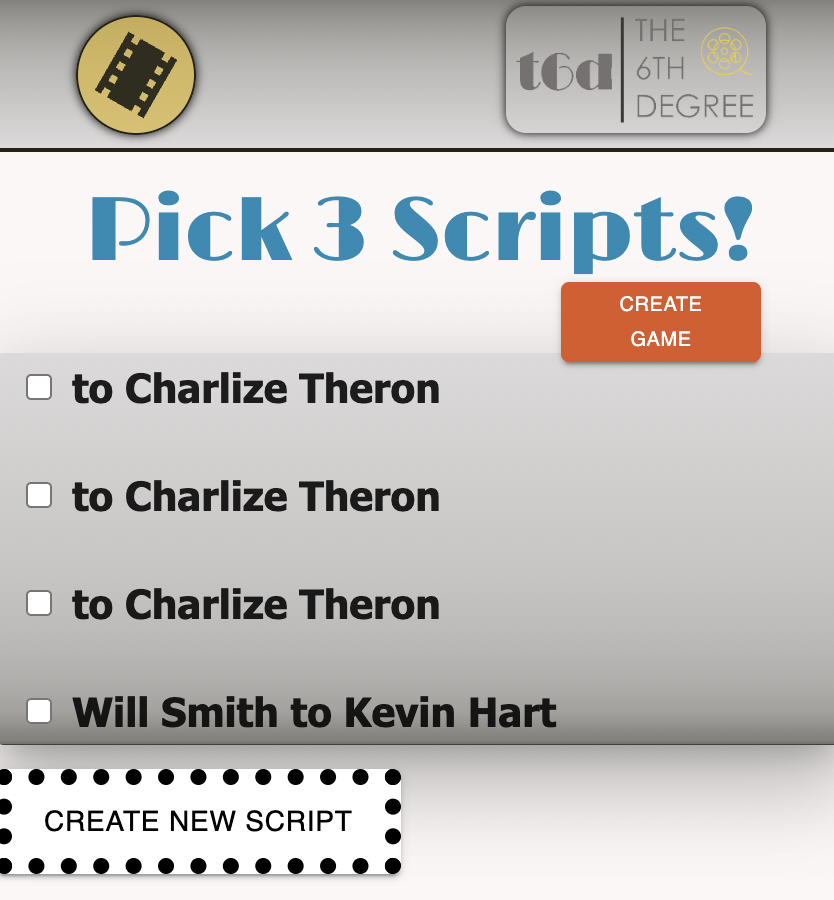 t6d
THE
6TH
DEGREE
Pick 3 Scripts!
CREATE
GAME
to Charlize Theron
to Charlize Theron
to Charlize Theron
Will Smith to Kevin Hart
CREATE NEW SCRIPT